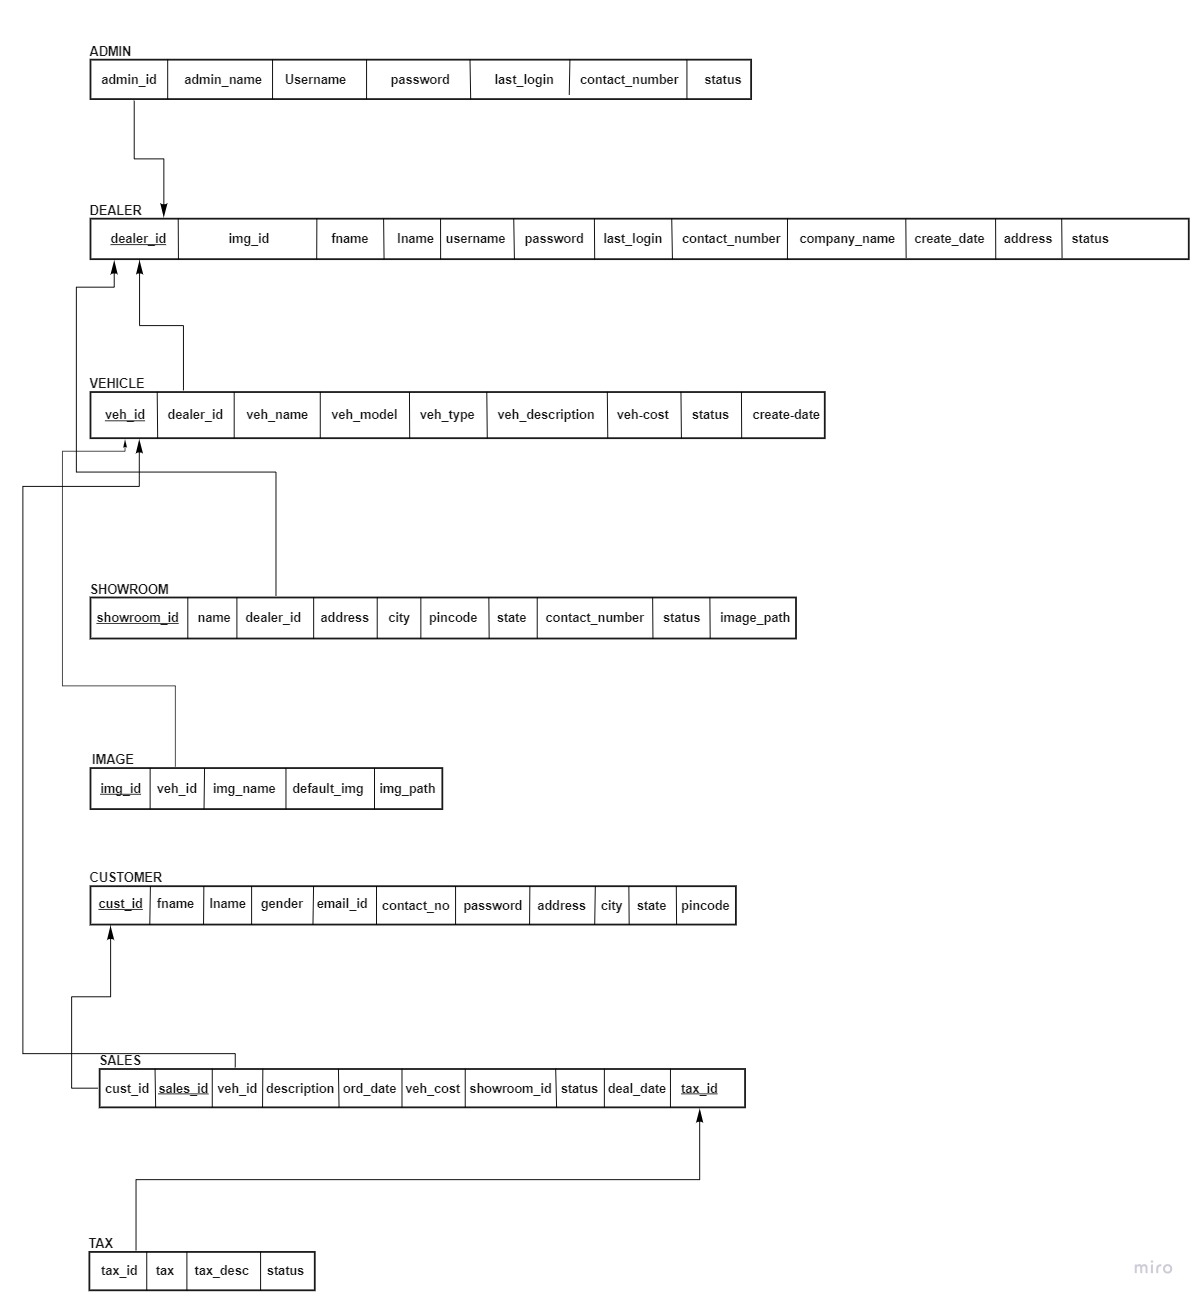 ADMIN
admin_id admin_name Username password last_login contact_number status
DEALER
dealer_id img_id fname lname username password last_login contact_number company_name create_date address status
VEHICLE
veh_id dealer_id veh_name veh_model veh_type veh_description veh-cost status create-date
SHOWROOM
showroom_id name dealer_id address city pincode state contact_number status image_path
IMAGE
img_id veh_id img_name default_img img_path
CUSTOMER
cust_id fname lname gender email_id contact_no password address city state pincode
SALES
cust_id sales_id veh_id description ord_date veh_cost showroom_id status deal_date tax_id
TAX
tax_id tax tax_desc status
miro